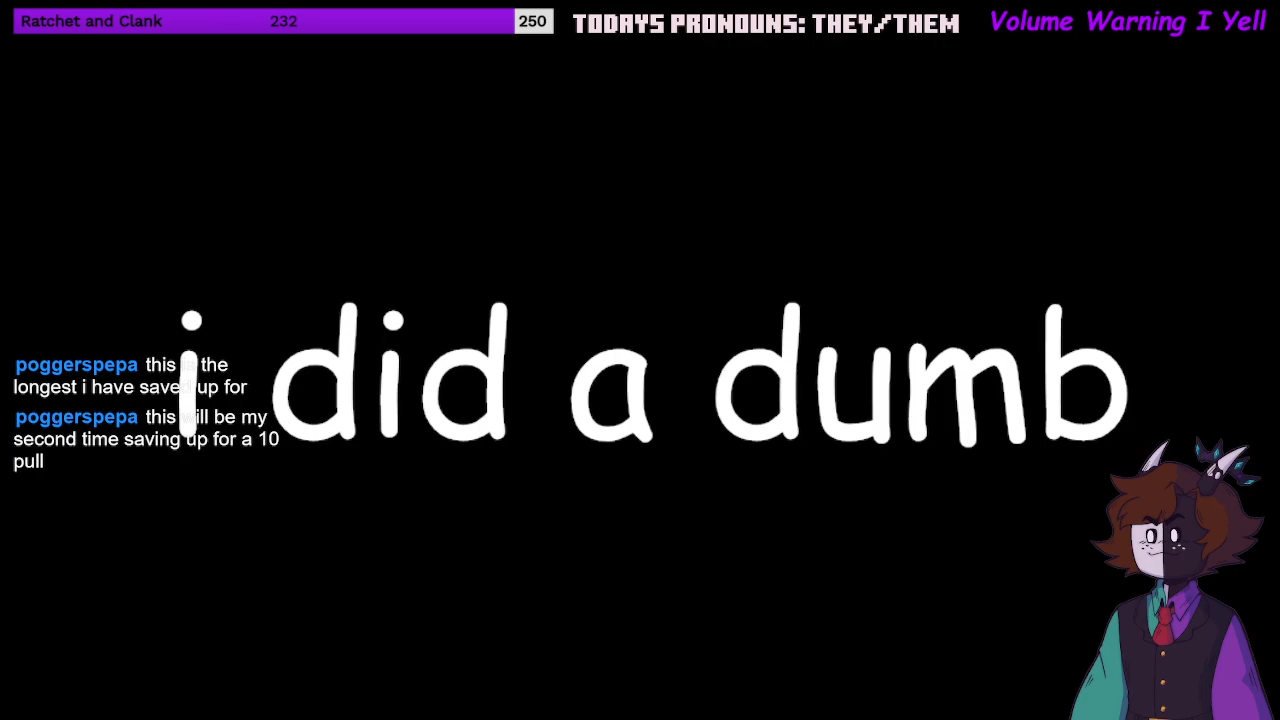 Ratchet and Clank 232 250
TODAYS PRONOUNS: THEY/THEM
Volume Warning I Yell
i did a dumb
poggerspepa this is the
longest i have saved up for
poggerspepa this will be my
second time saving up for a 10
pull